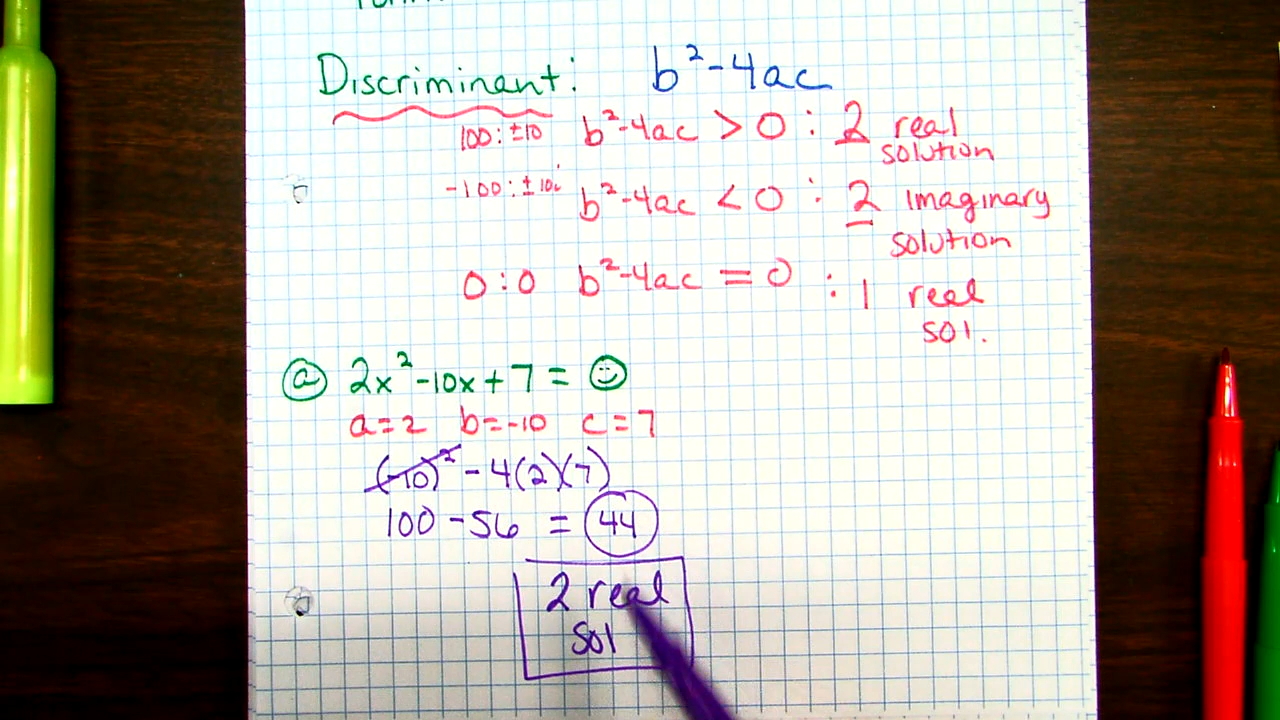 Discriminant: b²-4ac
100:±10 b²-4ac > 0 : 2 real
solution
-100:±10i b²-4ac < 0 : 2 imaginary
solution
0:0 b²-4ac = 0 : 1 real
sol.
ⓐ 2x²-10x+7= ☺
a=2 b=-10 c=7
(-10)²-4(2)(7)
100-56 = 44
2 real
sol